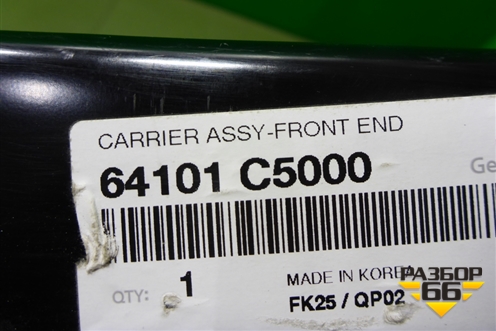 CARRIER ASSY-FRONT END
64101 C5000
Ge
QTY: 1
MADE IN KOREA
FK25 / QP02
РАЗБОР
66